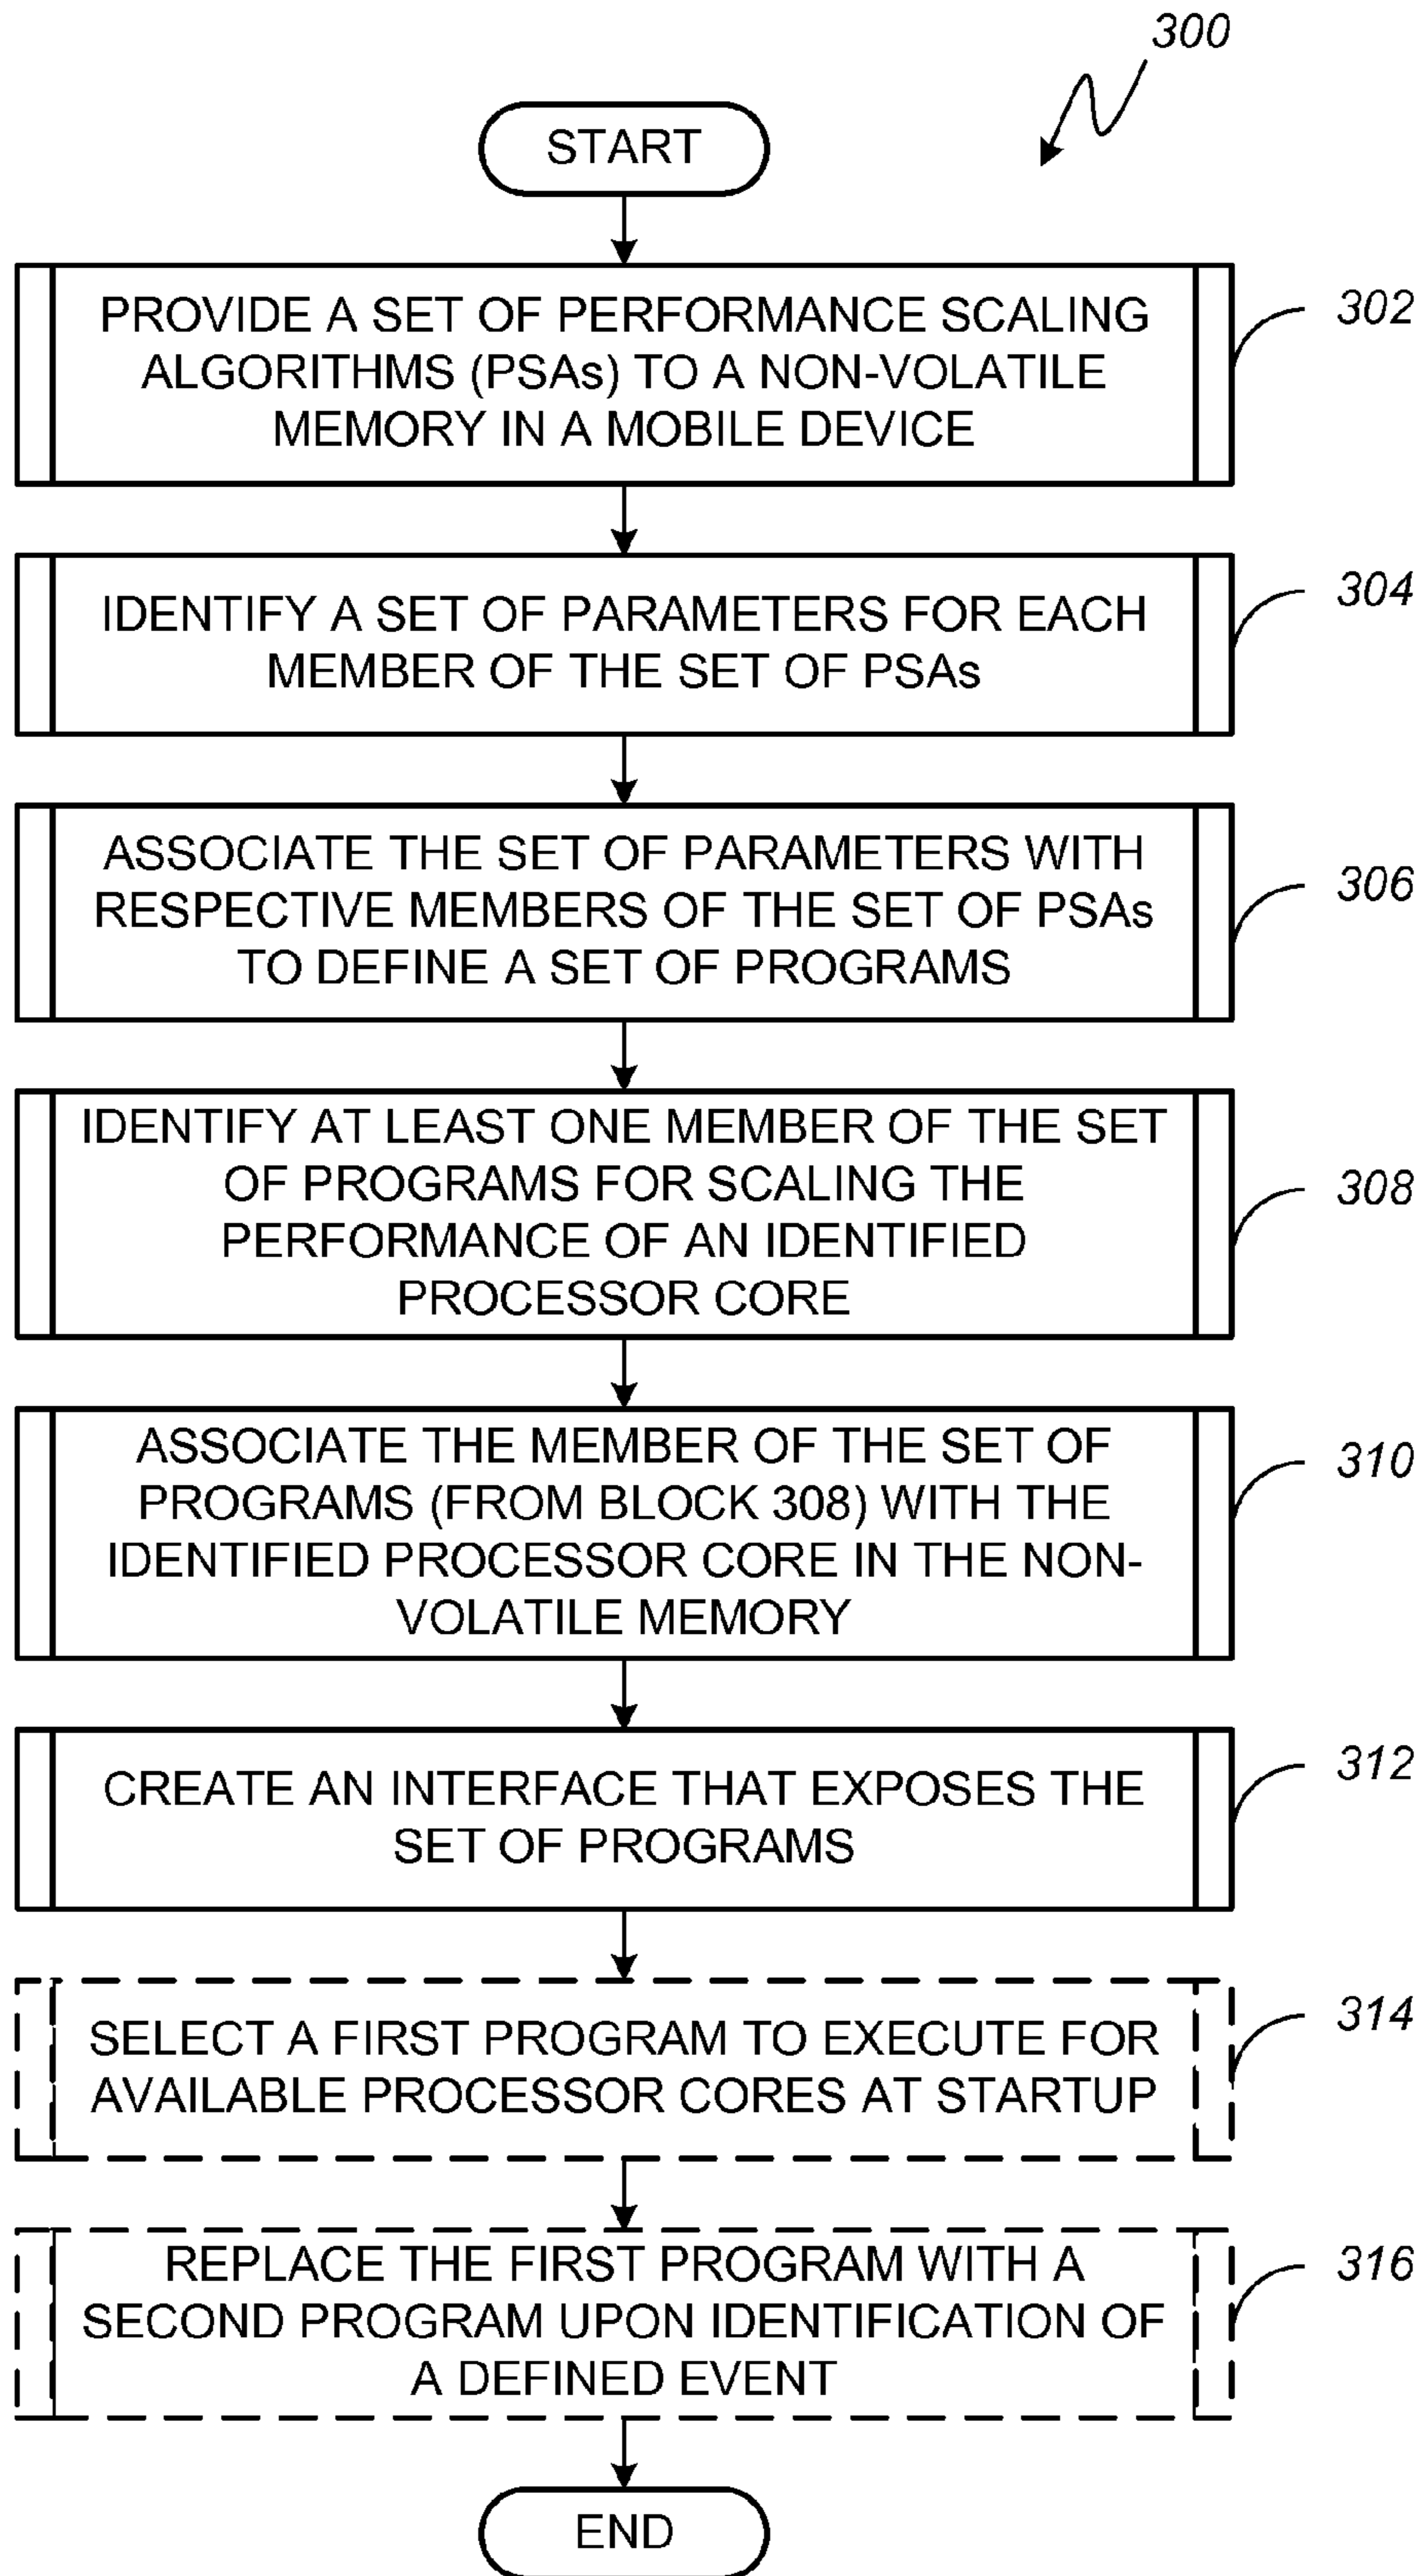 300
START
PROVIDE A SET OF PERFORMANCE SCALING
ALGORITHMS (PSAs) TO A NON-VOLATILE
MEMORY IN A MOBILE DEVICE
302
IDENTIFY A SET OF PARAMETERS FOR EACH
MEMBER OF THE SET OF PSAs
304
ASSOCIATE THE SET OF PARAMETERS WITH
RESPECTIVE MEMBERS OF THE SET OF PSAs
TO DEFINE A SET OF PROGRAMS
306
IDENTIFY AT LEAST ONE MEMBER OF THE SET
OF PROGRAMS FOR SCALING THE
PERFORMANCE OF AN IDENTIFIED
PROCESSOR CORE
308
ASSOCIATE THE MEMBER OF THE SET OF
PROGRAMS (FROM BLOCK 308) WITH THE
IDENTIFIED PROCESSOR CORE IN THE NON-
VOLATILE MEMORY
310
CREATE AN INTERFACE THAT EXPOSES THE
SET OF PROGRAMS
312
SELECT A FIRST PROGRAM TO EXECUTE FOR
AVAILABLE PROCESSOR CORES AT STARTUP
314
REPLACE THE FIRST PROGRAM WITH A
SECOND PROGRAM UPON IDENTIFICATION OF
A DEFINED EVENT
316
END